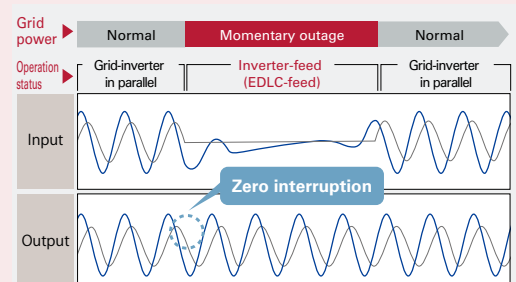 Grid
power
Normal
Momentary outage
Normal
Operation
status
Grid-inverter
in parallel
Inverter-feed
(EDLC-feed)
Grid-inverter
in parallel
Input
Zero interruption
Output